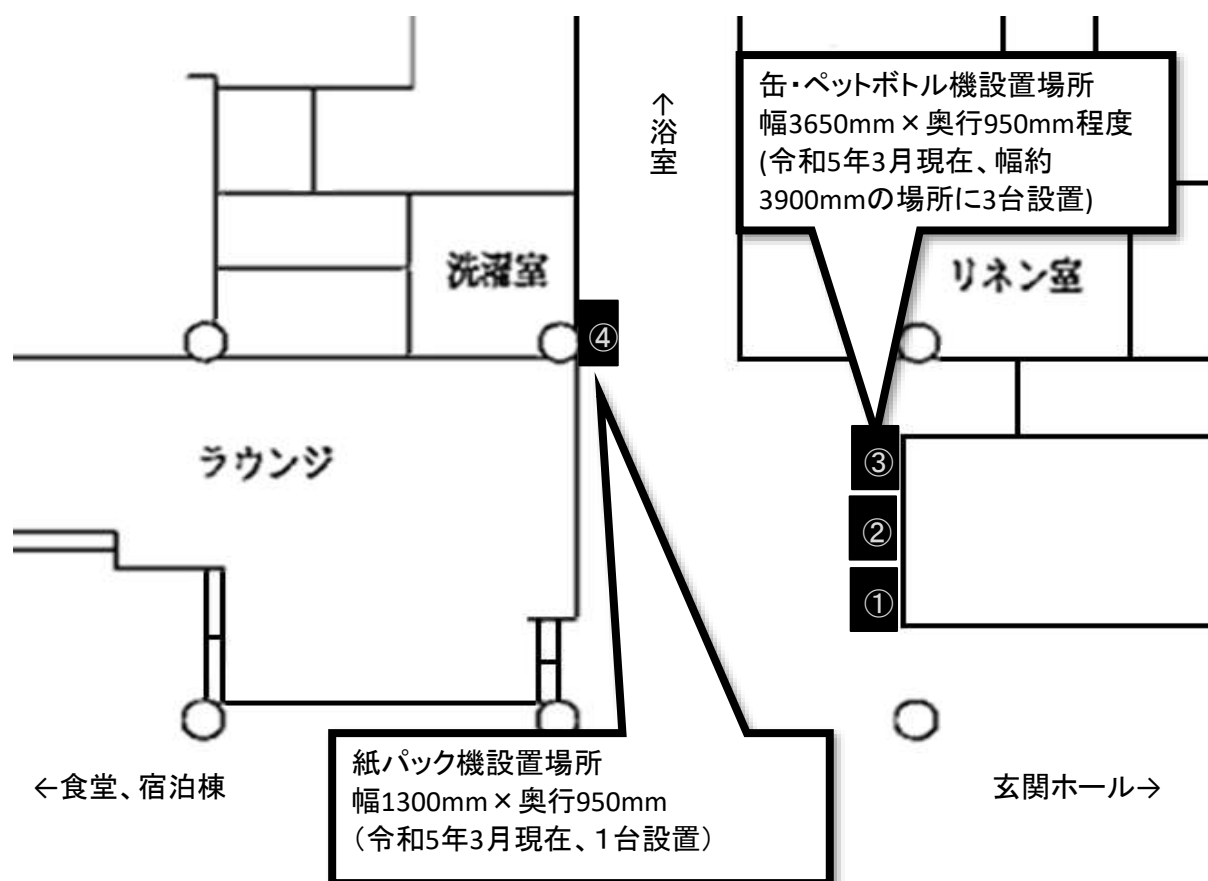 缶・ペットボトル機設置場所
幅3650mm×奥行950mm程度
(令和5年3月現在、幅約
3900mmの場所に3台設置)
↑浴室
洗濯室
リネン室
④
ラウンジ
③
②
①
紙パック機設置場所
幅1300mm×奥行950mm
（令和5年3月現在、１台設置）
←食堂、宿泊棟
玄関ホール→